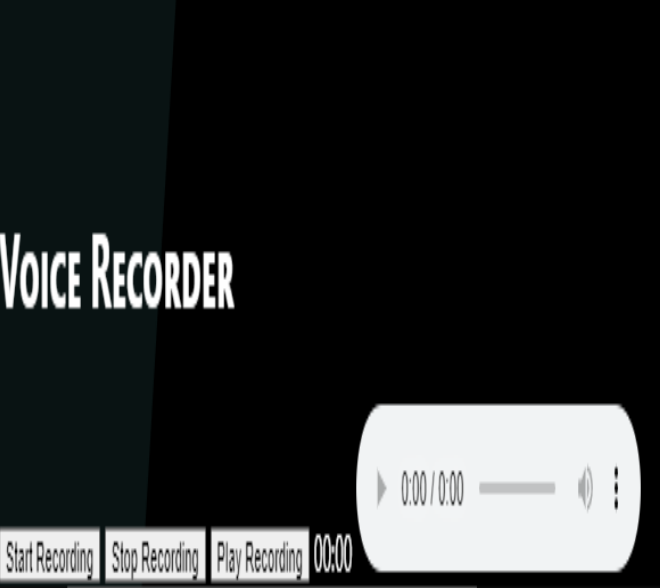 VOICE RECORDER
0:00 / 0:00
Start Recording Stop Recording Play Recording 00:00